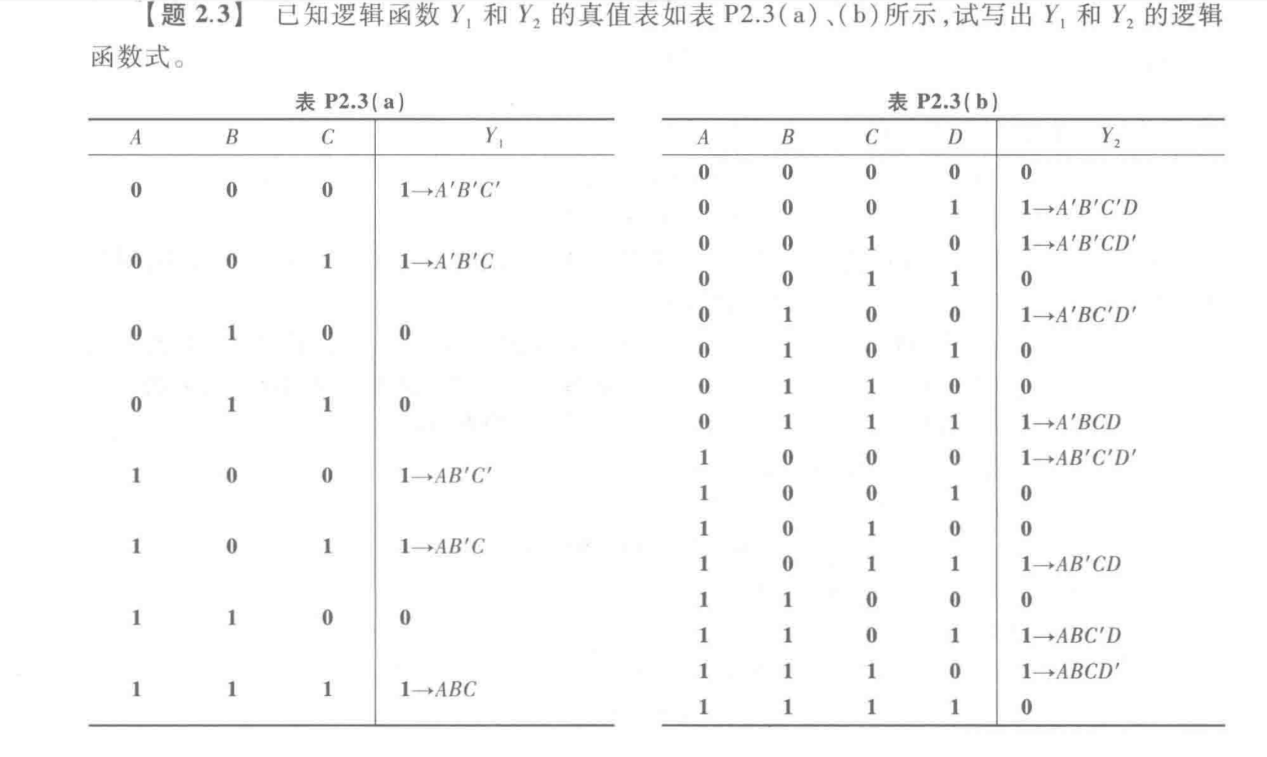 【题 2.3】 已知逻辑函数 Y₁ 和 Y₂ 的真值表如表 P2.3(a)、(b)所示,试写出 Y₁ 和 Y₂ 的逻辑
函数式。
表 P2.3(a)
A B C Y₁
0 0 0 1→A′B′C′
0 0 1 1→A′B′C
0 1 0 0
0 1 1 0
1 0 0 1→AB′C′
1 0 1 1→AB′C
1 1 0 0
1 1 1 1→ABC
表 P2.3(b)
A B C D Y₂
0 0 0 0 0
0 0 0 1 1→A′B′C′D
0 0 1 0 1→A′B′CD′
0 0 1 1 0
0 1 0 0 1→A′BC′D′
0 1 0 1 0
0 1 1 0 0
0 1 1 1 1→A′BCD
1 0 0 0 1→AB′C′D′
1 0 0 1 0
1 0 1 0 0
1 0 1 1 1→AB′CD
1 1 0 0 0
1 1 0 1 1→ABC′D
1 1 1 0 1→ABCD′
1 1 1 1 0